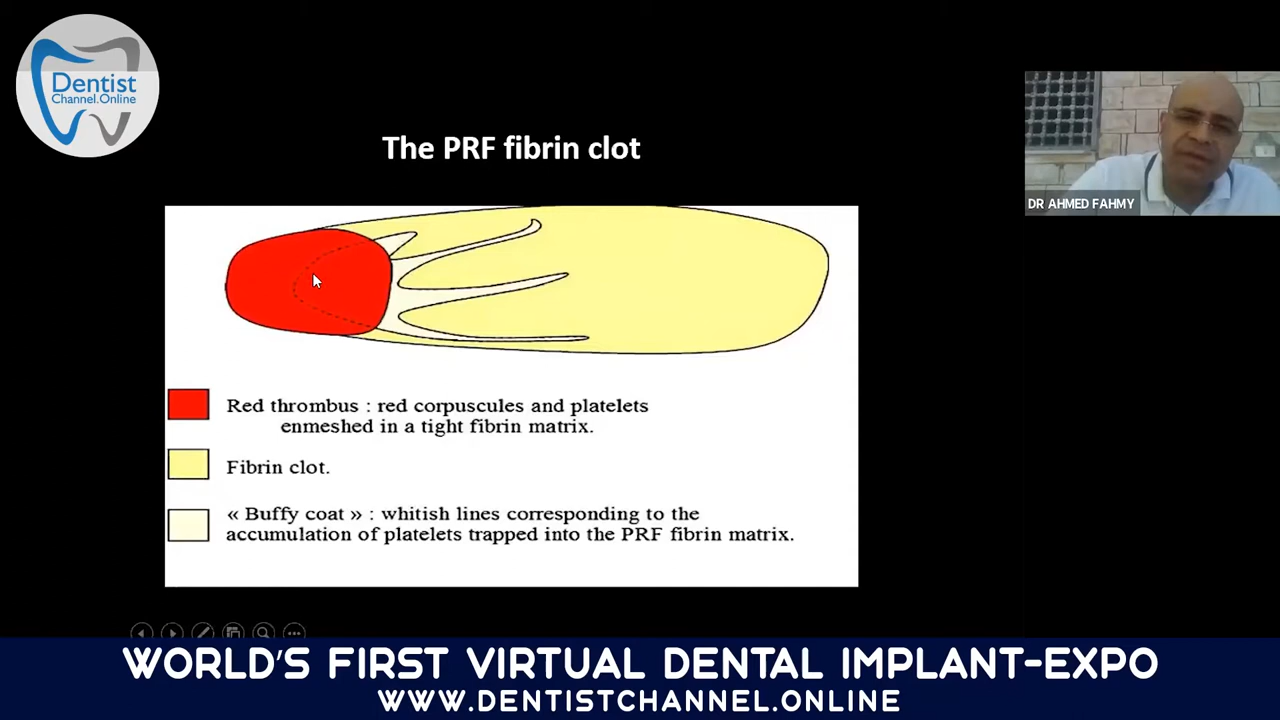 Dentist
Channel.Online
The PRF fibrin clot
DR AHMED FAHMY
Red thrombus : red corpuscules and platelets
enmeshed in a tight fibrin matrix.
Fibrin clot.
« Buffy coat » : whitish lines corresponding to the
accumulation of platelets trapped into the PRF fibrin matrix.
WORLD'S FIRST VIRTUAL DENTAL IMPLANT-EXPO
WWW.DENTISTCHANNEL.ONLINE